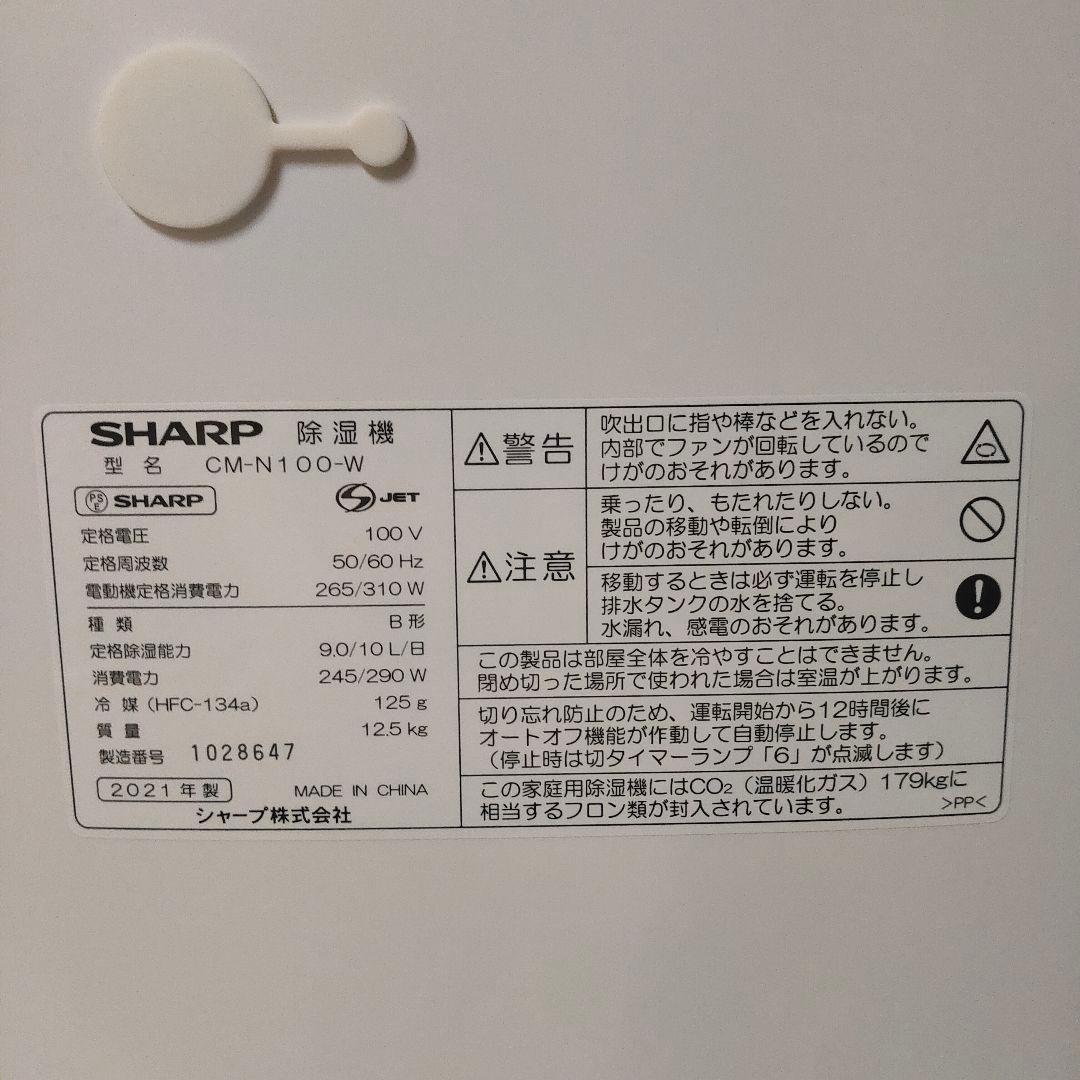 SHARP 除湿機
型名 CM-N100-W
PS E SHARP
S JET
定格電圧 100 V
定格周波数 50/60 Hz
電動機定格消費電力 265/310 W
種類 B形
定格除湿能力 9.0/10 L/日
消費電力 245/290 W
冷媒(HFC-134a) 125 g
質量 12.5 kg
製造番号 1028647
2021年製 MADE IN CHINA
シャープ株式会社
警告
吹出口に指や棒などを入れない。
内部でファンが回転しているので
けがのおそれがあります。
注意
乗ったり、もたれたりしない。
製品の移動や転倒により
けがのおそれがあります。
移動するときは必ず運転を停止し
排水タンクの水を捨てる。
水漏れ、感電のおそれがあります。
この製品は部屋全体を冷やすことはできません。
閉め切った場所で使われた場合は室温が上がります。
切り忘れ防止のため、運転開始から12時間後に
オートオフ機能が作動して自動停止します。
(停止時は切タイマーランプ「6」が点滅します)
この家庭用除湿機にはCO₂(温暖化ガス)179kgに
相当するフロン類が封入されています。
>PP<